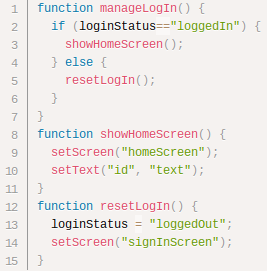 1 function manageLogIn() {
2   if (loginStatus=="loggedIn") {
3     showHomeScreen();
4   } else {
5     resetLogIn();
6   }
7 }
8 function showHomeScreen() {
9   setScreen("homeScreen");
10   setText("id", "text");
11 }
12 function resetLogIn() {
13   loginStatus = "loggedOut";
14   setScreen("signInScreen");
15 }